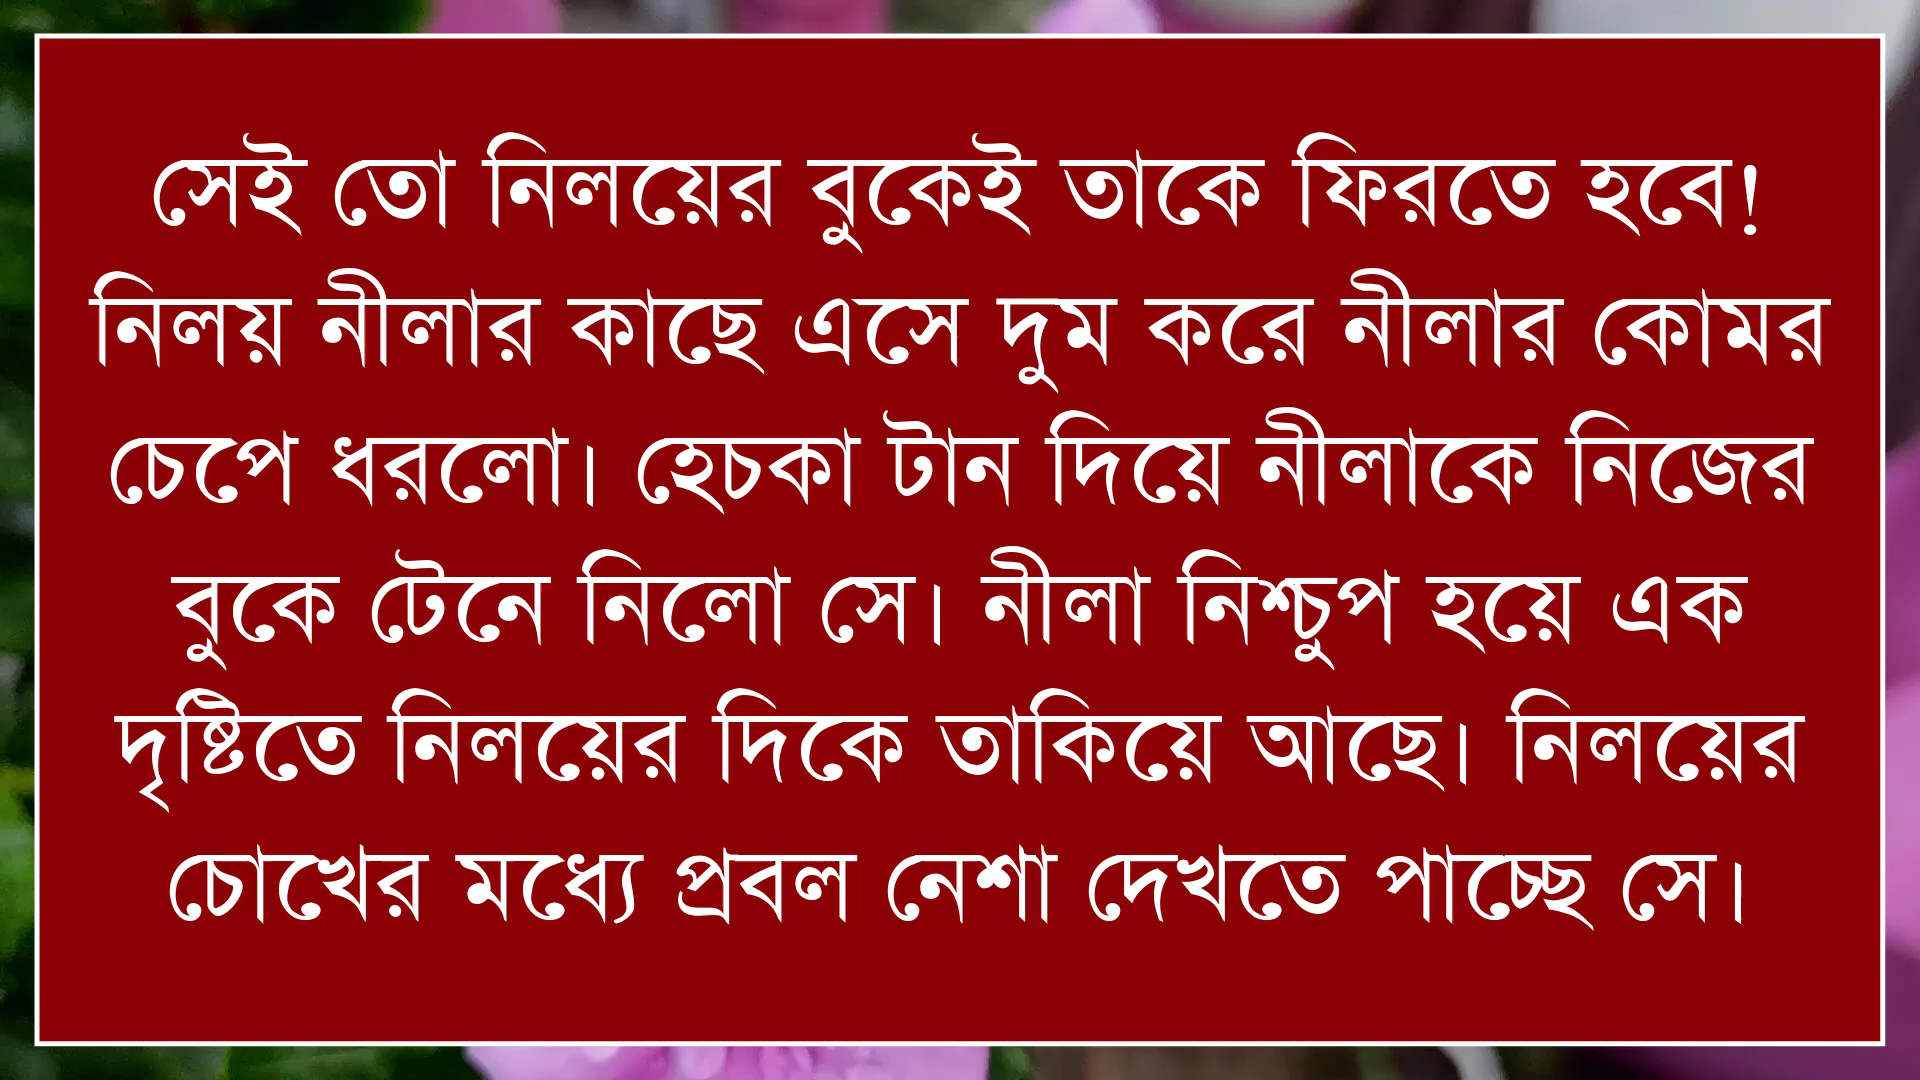 সেই তো নিলয়ের বুকেই তাকে ফিরতে হবে!
নিলয় নীলার কাছে এসে দুম করে নীলার কোমর
চেপে ধরলো। হেচকা টান দিয়ে নীলাকে নিজের
বুকে টেনে নিলো সে। নীলা নিশ্চুপ হয়ে এক
দৃষ্টিতে নিলয়ের দিকে তাকিয়ে আছে। নিলয়ের
চোখের মধ্যে প্রবল নেশা দেখতে পাচ্ছে সে।